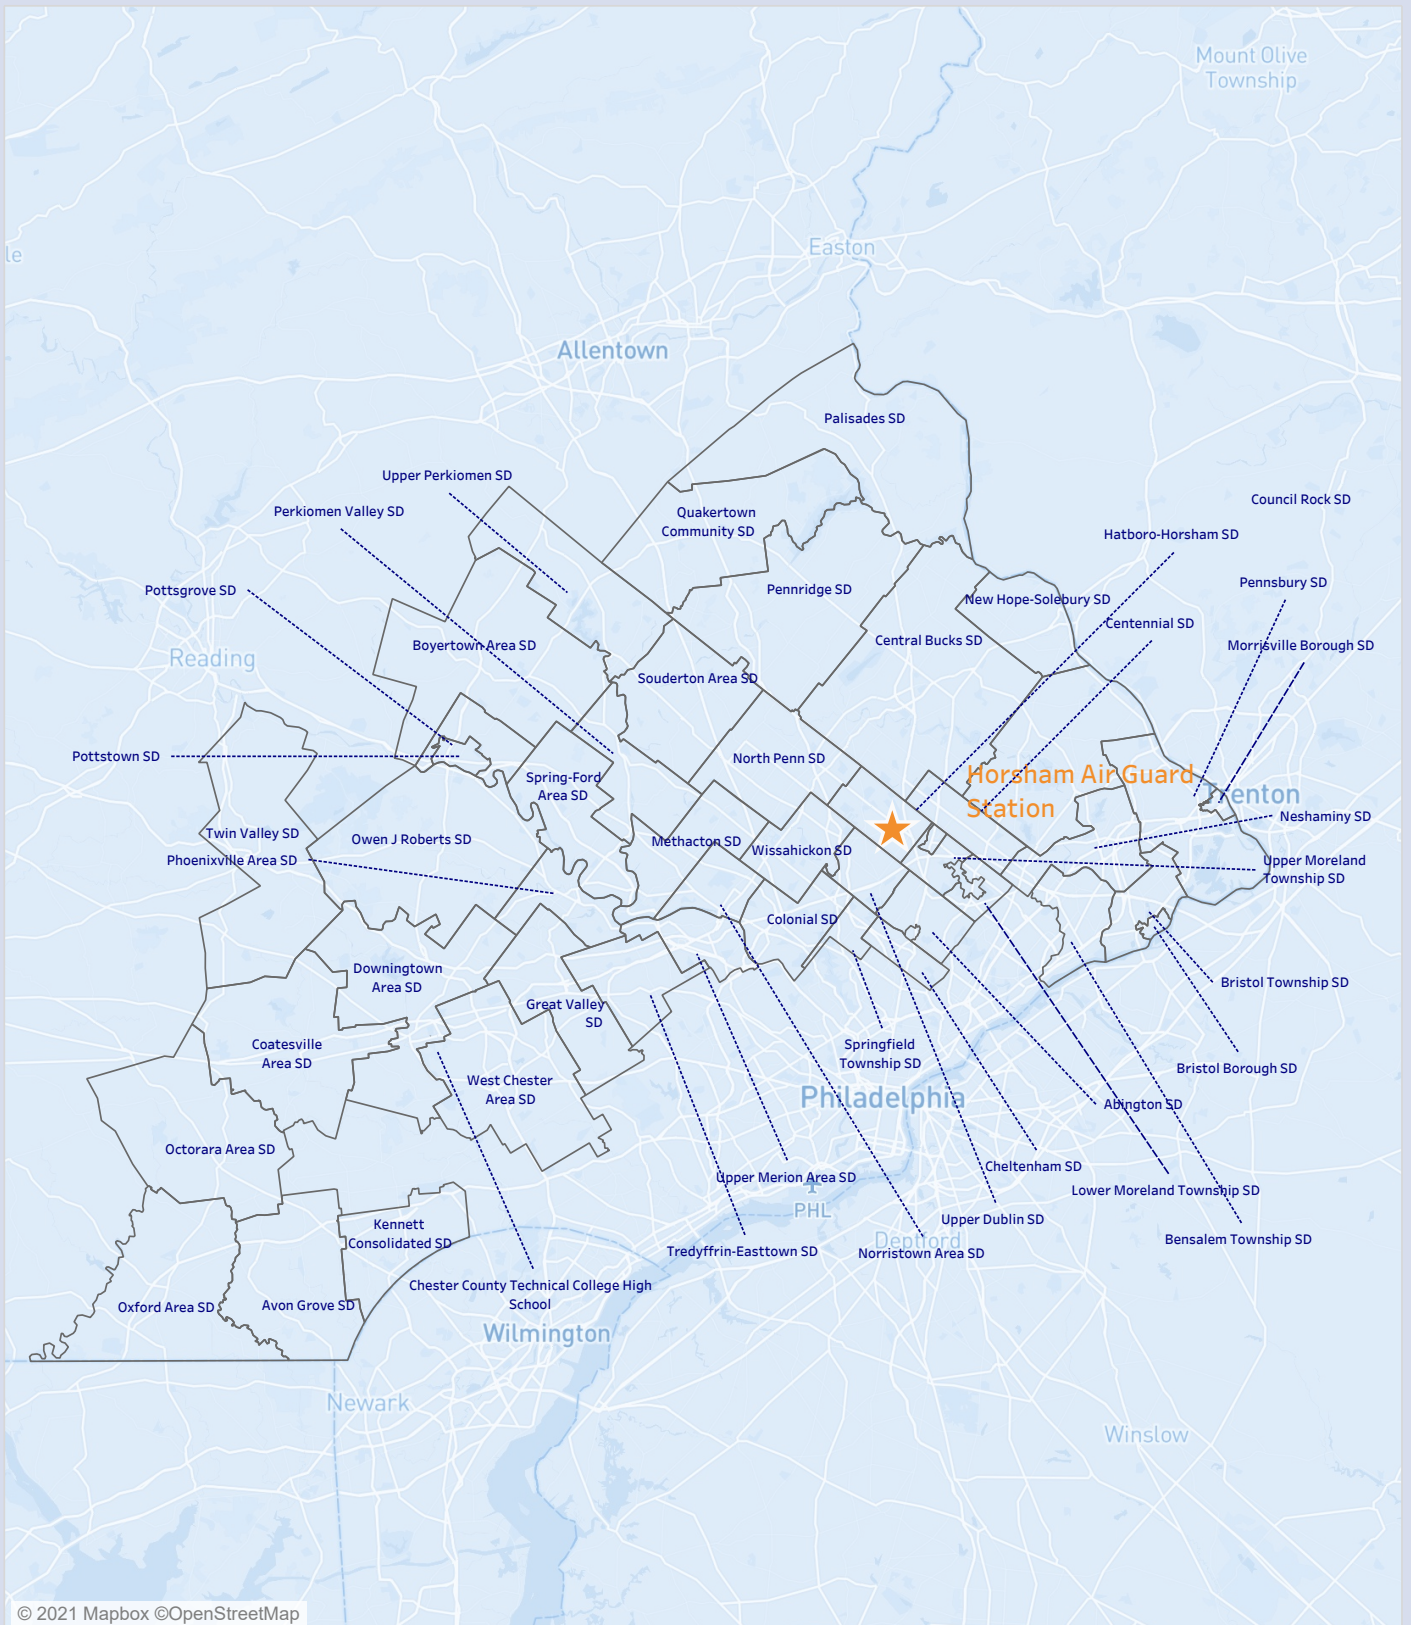 Mount Olive
Township
Easton
le
Allentown
Palisades SD
Upper Perkiomen SD
Council Rock SD
Perkiomen Valley SD
Quakertown
Community SD
Hatboro-Horsham SD
Pennsbury SD
Pottsgrove SD
Pennridge SD
New Hope-Solebury SD
Centennial SD
Central Bucks SD
Boyertown Area SD
Morrisville Borough SD
Reading
Souderton Area SD
Pottstown SD
North Penn SD
Spring-Ford
Area SD
Horsham Air Guard
Station
Trenton
Neshaminy SD
Twin Valley SD
Owen J Roberts SD
Methacton SD
Wissahickon SD
Phoenixville Area SD
Upper Moreland
Township SD
Colonial SD
Downingtown
Area SD
Bristol Township SD
Great Valley
SD
Coatesville
Area SD
Springfield
Township SD
Bristol Borough SD
West Chester
Area SD
Philadelphia
Abington SD
Octorara Area SD
Cheltenham SD
Upper Merion Area SD
Lower Moreland Township SD
PHL
Upper Dublin SD
Kennett
Consolidated SD
Deptford
Bensalem Township SD
Tredyffrin-Easttown SD
Norristown Area SD
Chester County Technical College High
School
Oxford Area SD
Avon Grove SD
Wilmington
Newark
Winslow
© 2021 Mapbox ©OpenStreetMap